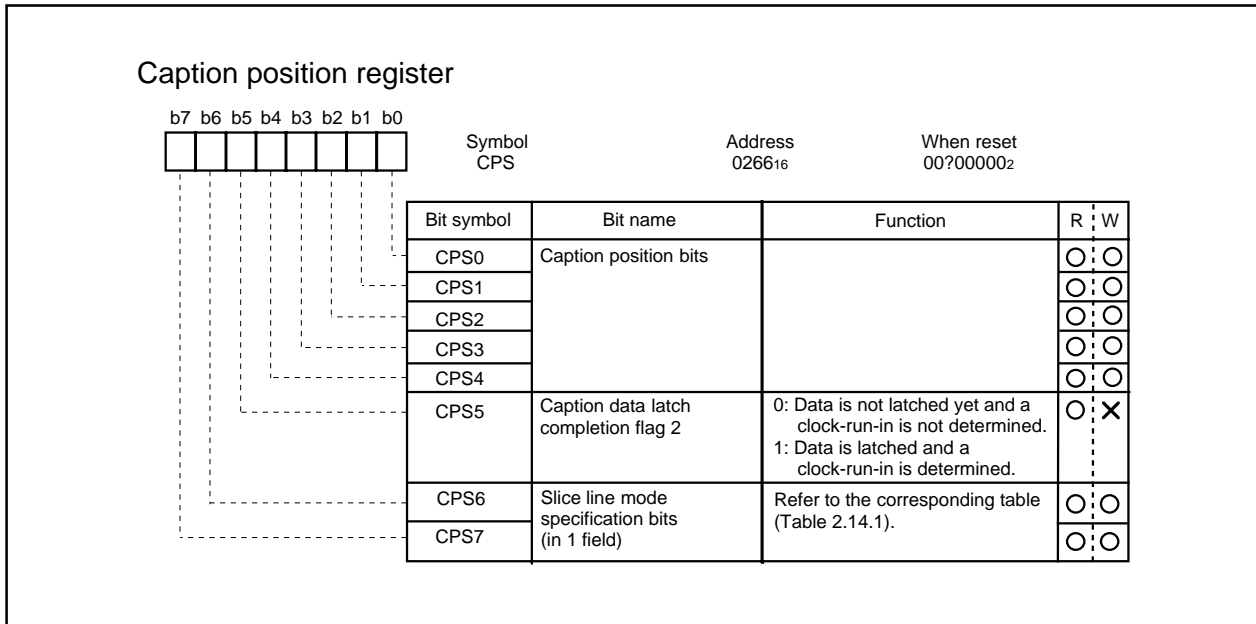 Caption position register
b7 b6 b5 b4 b3 b2 b1 b0
Symbol Address When reset
CPS 026616 00?000002
Bit symbol Bit name Function R W
CPS0 Caption position bits
CPS1
CPS2
CPS3
CPS4
CPS5 Caption data latch completion flag 2
0: Data is not latched yet and a
clock-run-in is not determined.
1: Data is latched and a
clock-run-in is determined.
CPS6 Slice line mode
specification bits
(in 1 field)
Refer to the corresponding table
(Table 2.14.1).
CPS7